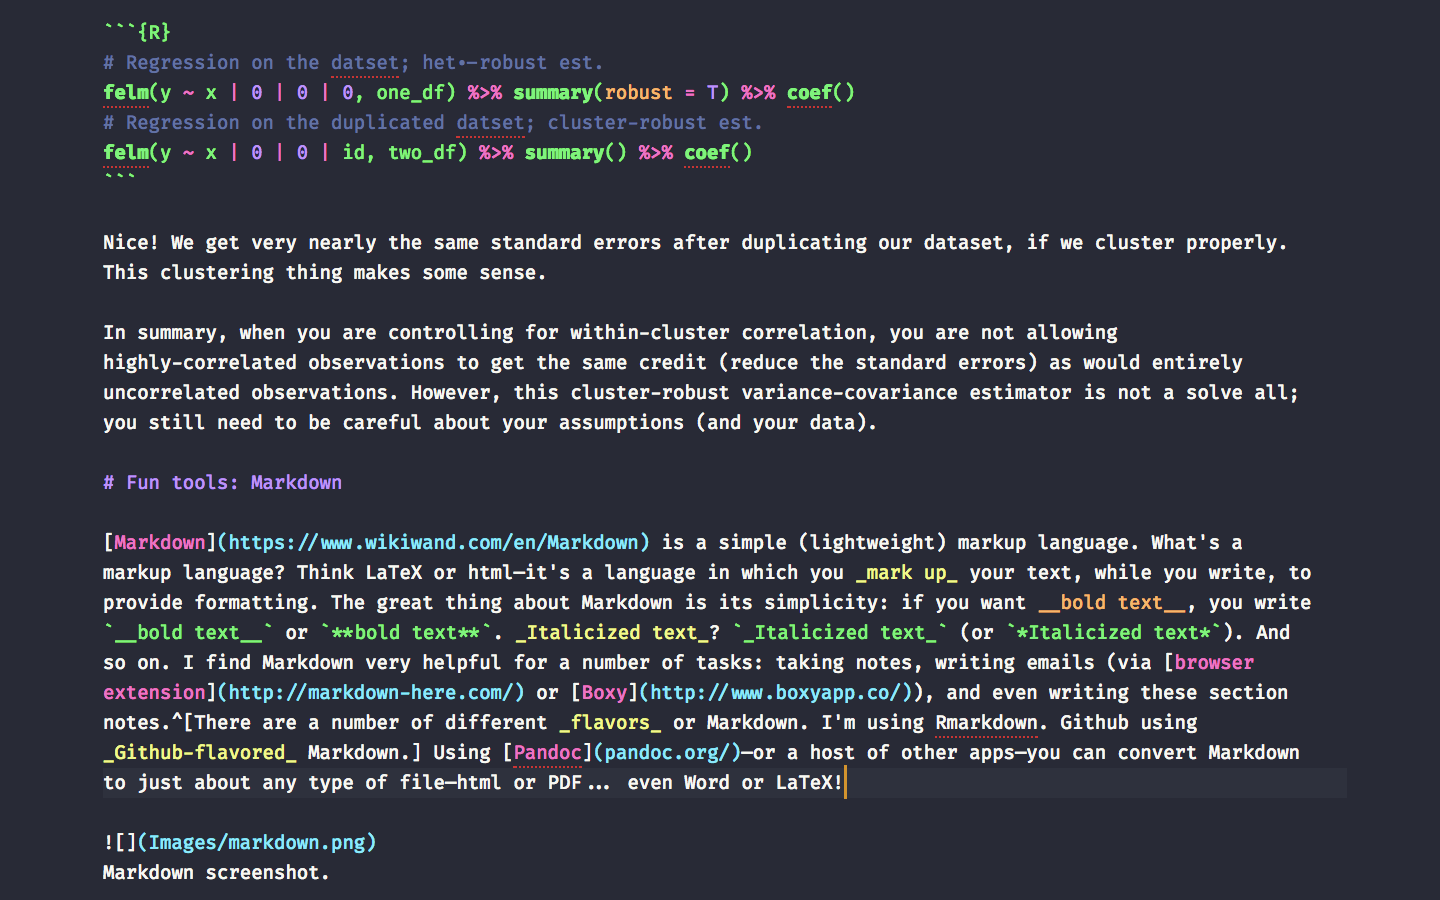 ```{R}
# Regression on the datset; het•-robust est.
felm(y ~ x | 0 | 0 | 0, one_df) %>% summary(robust = T) %>% coef()
# Regression on the duplicated datset; cluster-robust est.
felm(y ~ x | 0 | 0 | id, two_df) %>% summary() %>% coef()
```
Nice! We get very nearly the same standard errors after duplicating our dataset, if we cluster properly.
This clustering thing makes some sense.
In summary, when you are controlling for within-cluster correlation, you are not allowing
highly-correlated observations to get the same credit (reduce the standard errors) as would entirely
uncorrelated observations. However, this cluster-robust variance-covariance estimator is not a solve all;
you still need to be careful about your assumptions (and your data).
# Fun tools: Markdown
[Markdown](https://www.wikiwand.com/en/Markdown) is a simple (lightweight) markup language. What's a
markup language? Think LaTeX or html—it's a language in which you _mark up_ your text, while you write, to
provide formatting. The great thing about Markdown is its simplicity: if you want __bold text__, you write
`__bold text__` or `**bold text**`. _Italicized text_? `_Italicized text_` (or `*Italicized text*`). And
so on. I find Markdown very helpful for a number of tasks: taking notes, writing emails (via [browser
extension](http://markdown-here.com/) or [Boxy](http://www.boxyapp.co/)), and even writing these section
notes.^[There are a number of different _flavors_ or Markdown. I'm using Rmarkdown. Github using
_Github-flavored_ Markdown.] Using [Pandoc](pandoc.org/)—or a host of other apps—you can convert Markdown
to just about any type of file—html or PDF... even Word or LaTeX!
![](Images/markdown.png)
Markdown screenshot.